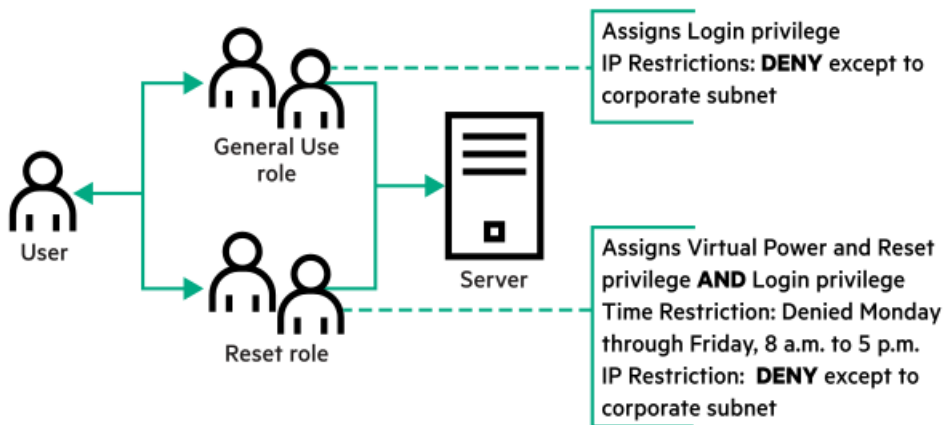 Assigns Login privilege
IP Restrictions: DENY except to
corporate subnet
General Use
role
User
Server
Reset role
Assigns Virtual Power and Reset
privilege AND Login privilege
Time Restriction: Denied Monday
through Friday, 8 a.m. to 5 p.m.
IP Restriction: DENY except to
corporate subnet